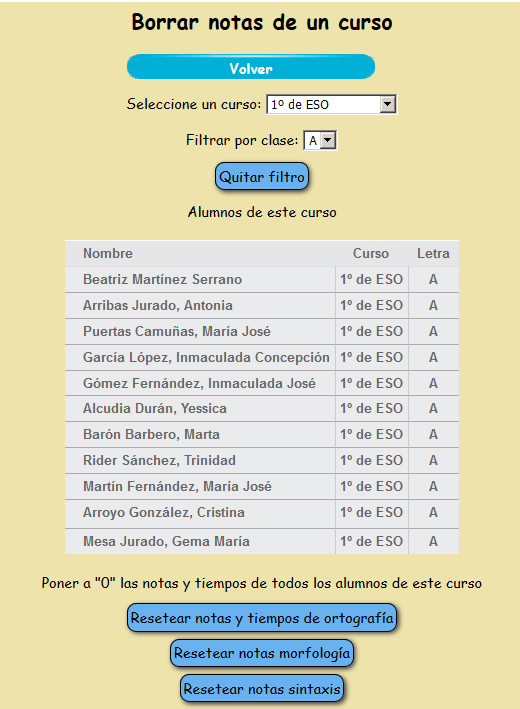 Borrar notas de un curso
Volver
Seleccione un curso: 1º de ESO
Filtrar por clase: A
Quitar filtro
Alumnos de este curso
Nombre Curso Letra
Beatriz Martínez Serrano 1º de ESO A
Arribas Jurado, Antonia 1º de ESO A
Puertas Camuñas, María José 1º de ESO A
García López, Inmaculada Concepción 1º de ESO A
Gómez Fernández, Inmaculada José 1º de ESO A
Alcudia Durán, Yessica 1º de ESO A
Barón Barbero, Marta 1º de ESO A
Rider Sánchez, Trinidad 1º de ESO A
Martín Fernández, María José 1º de ESO A
Arroyo González, Cristina 1º de ESO A
Mesa Jurado, Gema María 1º de ESO A
Poner a "0" las notas y tiempos de todos los alumnos de este curso
Resetear notas y tiempos de ortografía
Resetear notas morfología
Resetear notas sintaxis